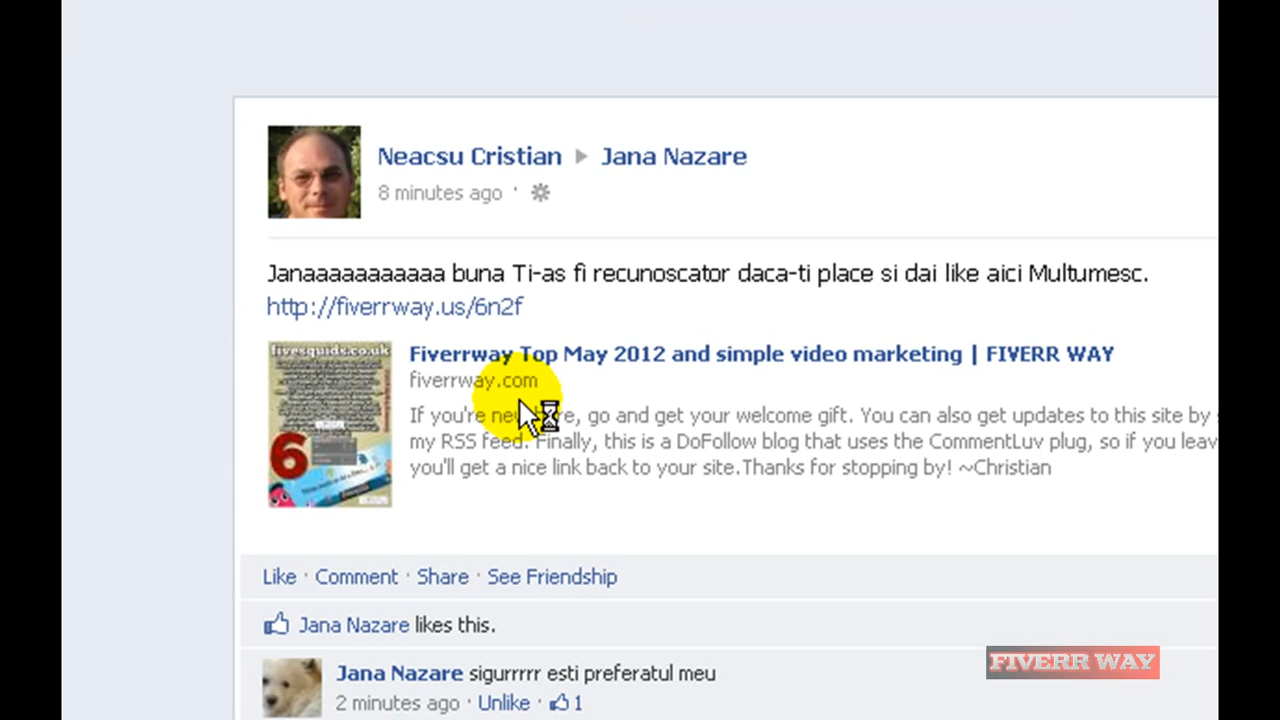 Neacsu Cristian ▶ Jana Nazare
8 minutes ago ·
Janaaaaaaaaaaa buna Ti-as fi recunoscator daca-ti place si dai like aici Multumesc.
http://fiverrway.us/6n2f
fivesquids.co.uk
6
Fiverrway Top May 2012 and simple video marketing | FIVERR WAY
fiverrway.com
If you're new here, go and get your welcome gift. You can also get updates to this site by
my RSS feed. Finally, this is a DoFollow blog that uses the CommentLuv plug, so if you leav
you'll get a nice link back to your site.Thanks for stopping by! ~Christian
Like · Comment · Share · See Friendship
Jana Nazare likes this.
Jana Nazare sigurrrrr esti preferatul meu
2 minutes ago · Unlike · 1
FIVERR WAY